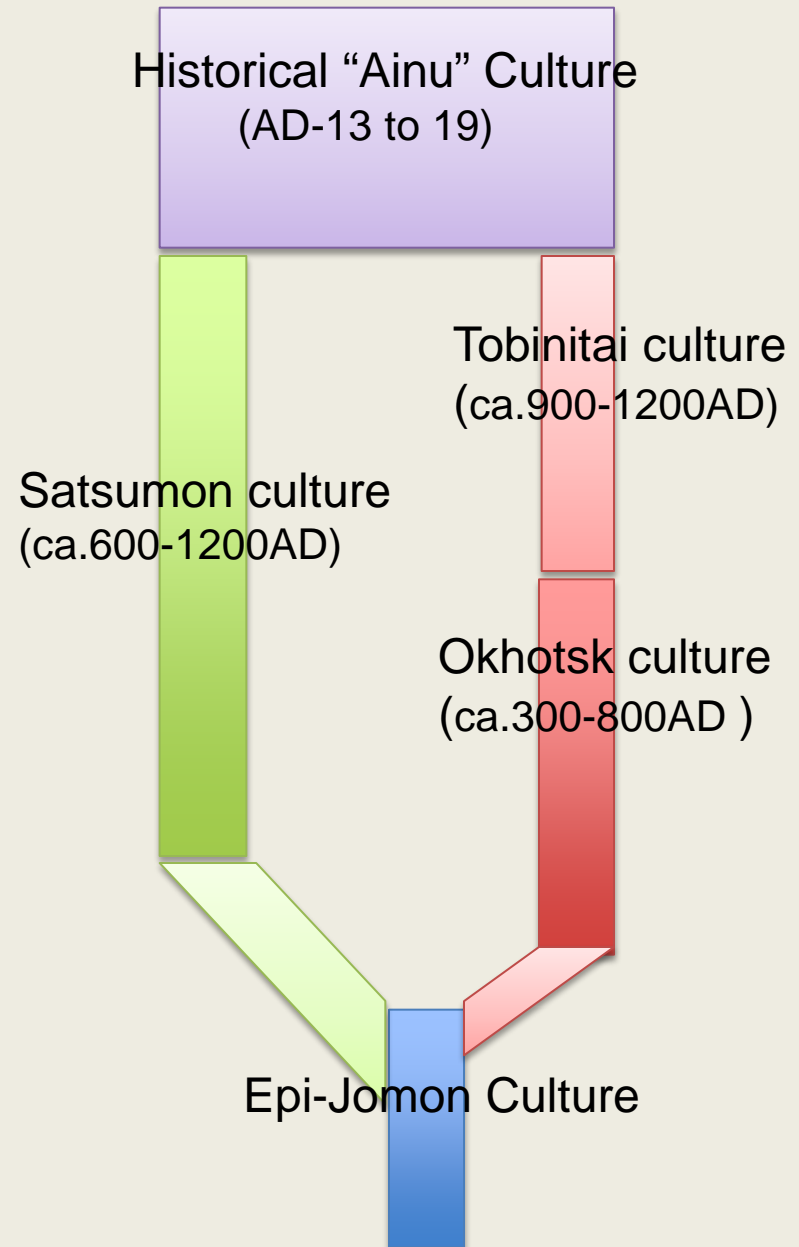 Historical “Ainu” Culture
(AD-13 to 19)
Tobinitai culture
(ca.900-1200AD)
Satsumon culture
(ca.600-1200AD)
Okhotsk culture
(ca.300-800AD )
Epi-Jomon Culture